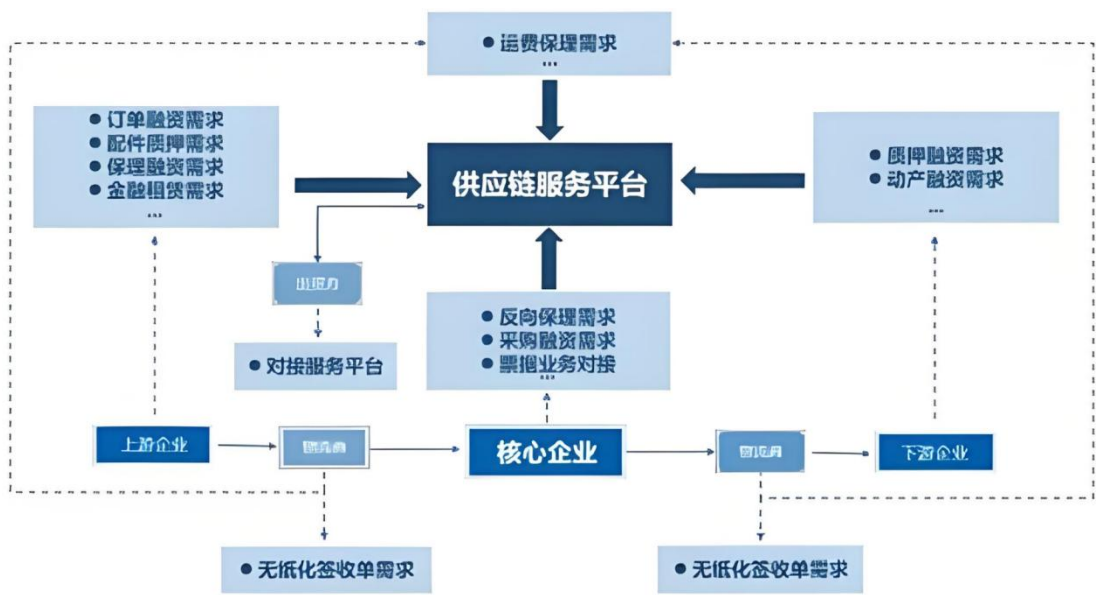 ● 运费保理需求
...
● 订单融资需求
● 配件质押需求
● 保理融资需求
● 金融租赁需求
...
供应链服务平台
● 质押融资需求
● 动产融资需求
...
● 反向保理需求
● 采购融资需求
● 票据业务对接
...
● 对接服务平台
上游企业
核心企业
下游企业
● 无纸化签收单需求
● 无纸化签收单需求